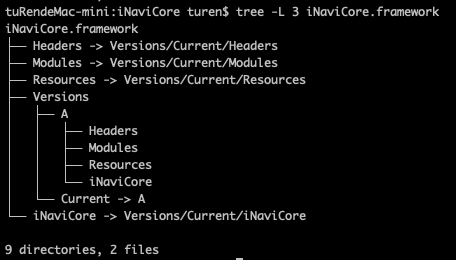 tuRendeMac-mini:iNaviCore turen$ tree -L 3 iNaviCore.framework
iNaviCore.framework
├── Headers -> Versions/Current/Headers
├── Modules -> Versions/Current/Modules
├── Resources -> Versions/Current/Resources
├── Versions
│   ├── A
│   │   ├── Headers
│   │   ├── Modules
│   │   ├── Resources
│   │   └── iNaviCore
│   └── Current -> A
└── iNaviCore -> Versions/Current/iNaviCore
9 directories, 2 files